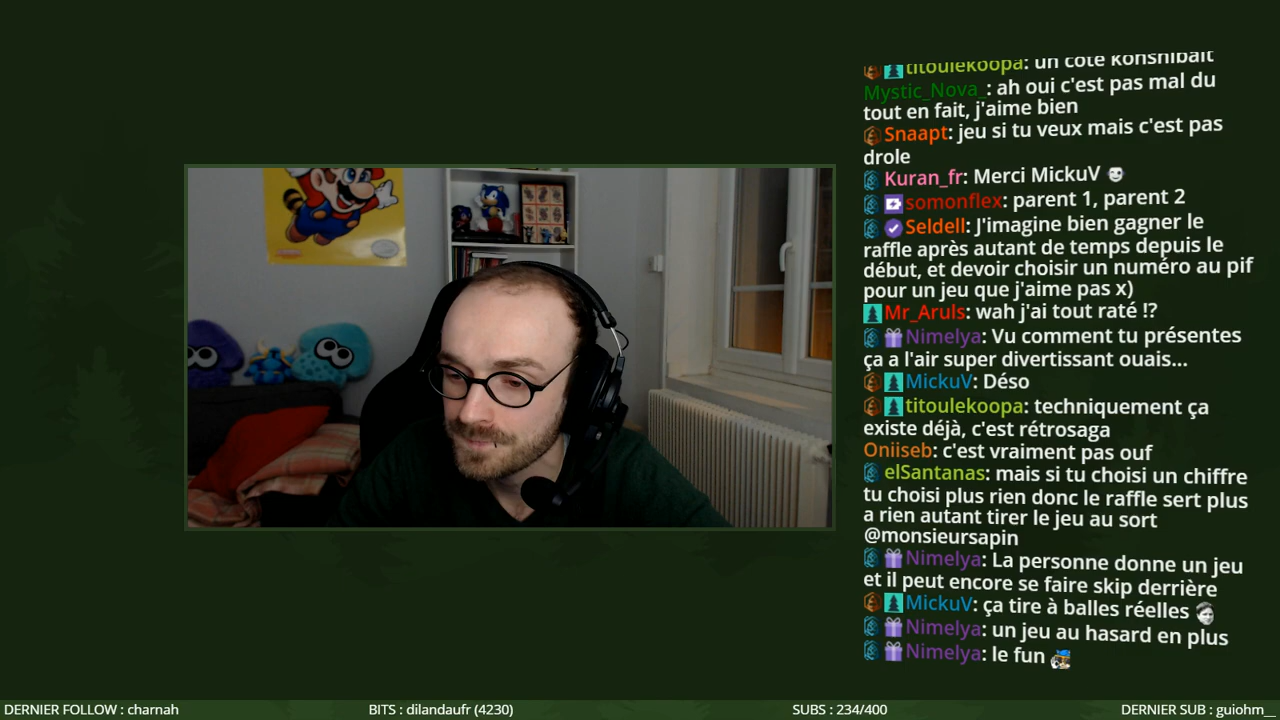 titoulekoopa: un côté konshibait
Mystic_Nova_: ah oui c'est pas mal du
tout en fait, j'aime bien
Snaapt: jeu si tu veux mais c'est pas
drole
Kuran_fr: Merci MickuV
somonflex: parent 1, parent 2
Seldell: J'imagine bien gagner le
raffle après autant de temps depuis le
début, et devoir choisir un numéro au pif
pour un jeu que j'aime pas x)
Mr_Aruls: wah j'ai tout raté !?
Nimelya: Vu comment tu présentes
ça a l'air super divertissant ouais...
MickuV: Déso
titoulekoopa: techniquement ça
existe déjà, c'est rétrosaga
Oniiseb: c'est vraiment pas ouf
elSantanas: mais si tu choisi un chiffre
tu choisi plus rien donc le raffle sert plus
a rien autant tirer le jeu au sort
@monsieursapin
Nimelya: La personne donne un jeu
et il peut encore se faire skip derrière
MickuV: ça tire à balles réelles
Nimelya: un jeu au hasard en plus
Nimelya: le fun
DERNIER FOLLOW : charnah
BITS : dilandaufr (4230)
SUBS : 234/400
DERNIER SUB : guiohm__